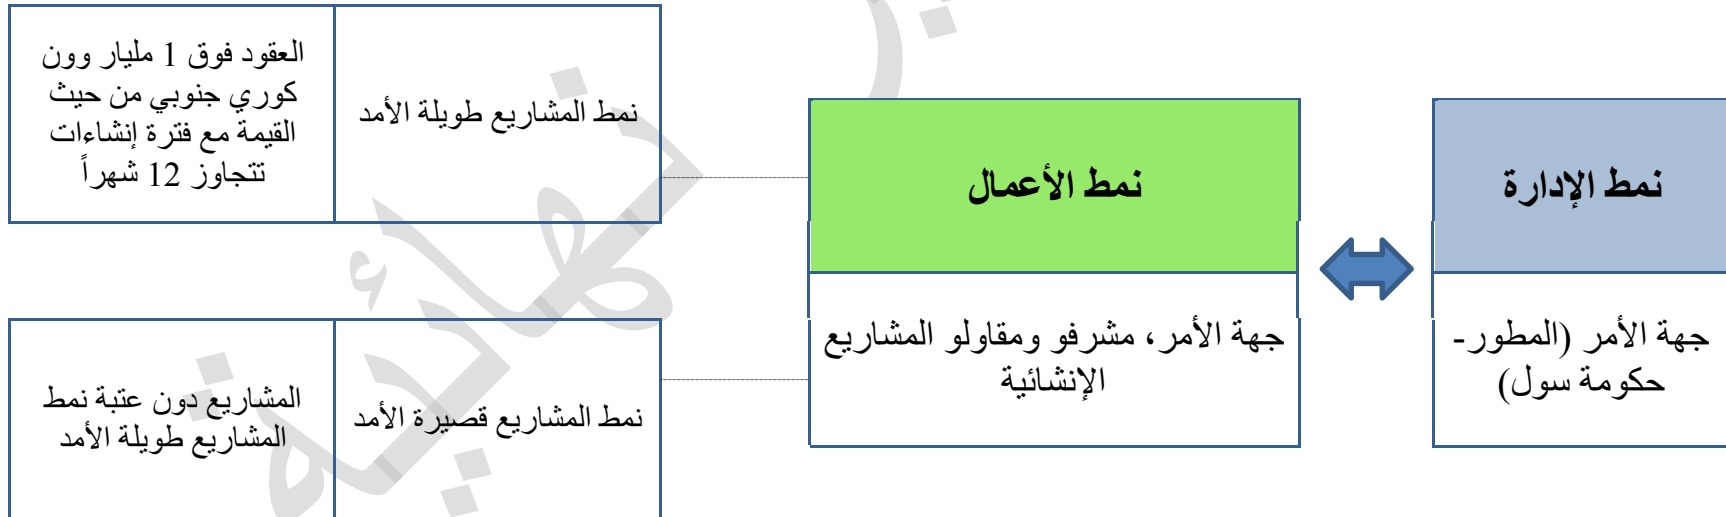 نمط الإدارة
جهة الأمر (المطور-
حكومة سول)
نمط الأعمال
جهة الأمر، مشرفو ومقاولو المشاريع
الإنشائية
نمط المشاريع طويلة الأمد
العقود فوق 1 مليار وون
كوري جنوبي من حيث
القيمة مع فترة إنشاءات
تتجاوز 12 شهراً
نمط المشاريع قصيرة الأمد
المشاريع دون عتبة نمط
المشاريع طويلة الأمد